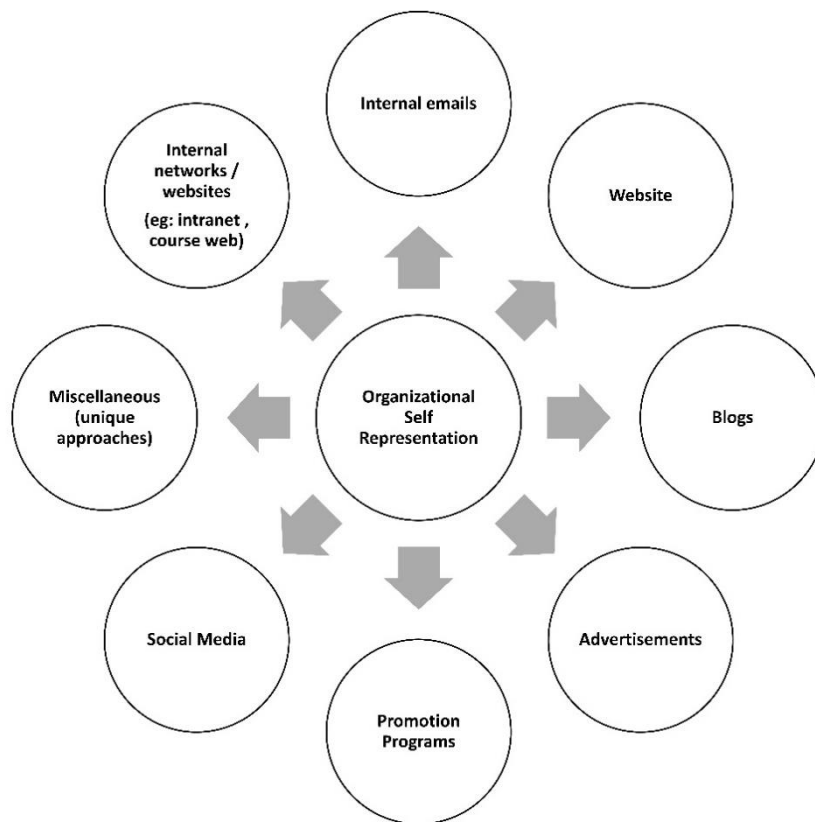 Internal emails
Internal
networks /
websites
(eg: intranet ,
course web)
Website
Miscellaneous
(unique
approaches)
Organizational
Self
Representation
Blogs
Social Media
Advertisements
Promotion
Programs